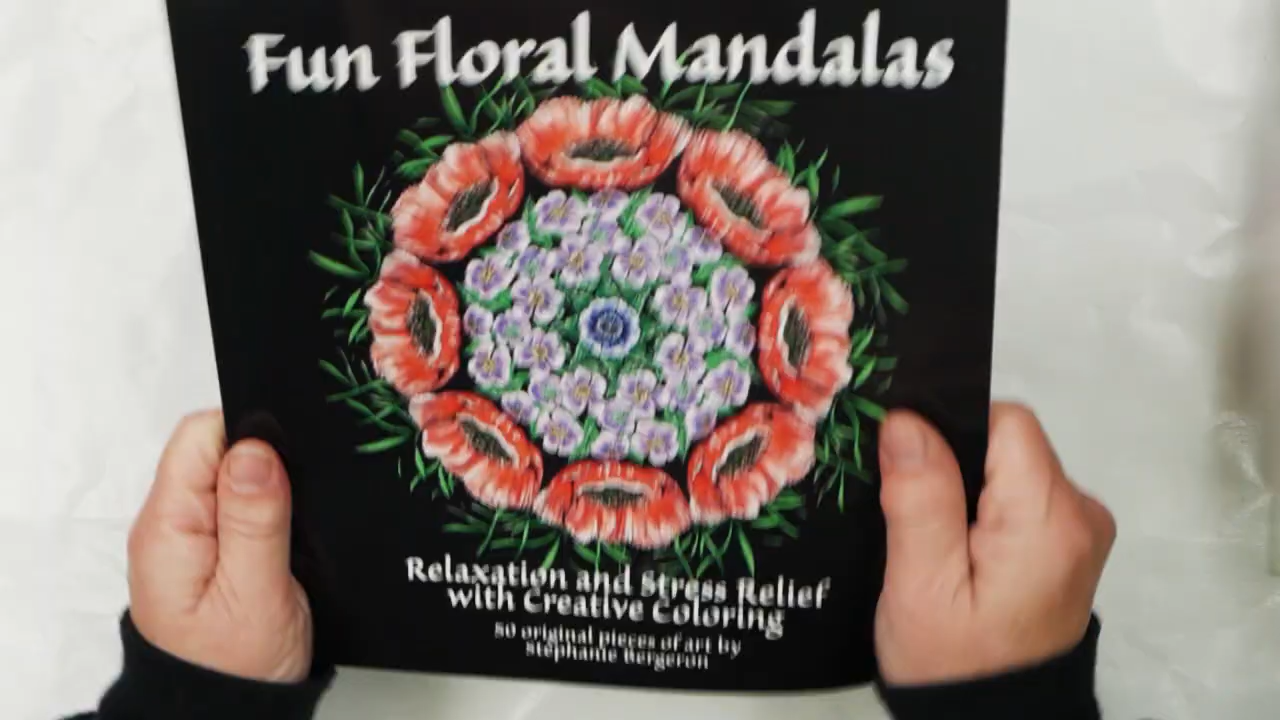 Fun Floral Mandalas
Relaxation and Stress Relief
with Creative Coloring
50 original pieces of art by
Stephanie Bergeron